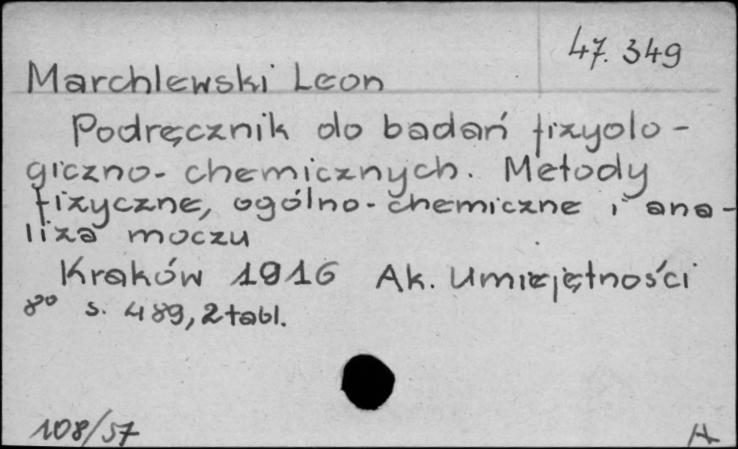 47.349
Marchlewski Leon
Podręcznik do badań fizyolo-
giczno-chemicznych. Metody
fizyczne, ogólno-chemiczne i ana-
liza moczu
Kraków 1916 Ak. Umiejętności
8⁰ s. 489, 2 tabl.
108/57